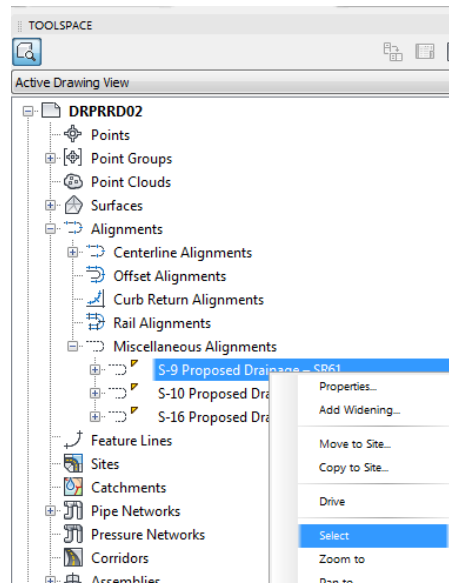 TOOLSPACE
Active Drawing View
DRPRRD02
Points
Point Groups
Point Clouds
Surfaces
Alignments
Centerline Alignments
Offset Alignments
Curb Return Alignments
Rail Alignments
Miscellaneous Alignments
S-9 Proposed Drainage – SR61
S-10 Proposed Dra
S-16 Proposed Dra
Feature Lines
Sites
Catchments
Pipe Networks
Pressure Networks
Corridors
Assemblies
Properties...
Add Widening...
Move to Site...
Copy to Site...
Drive
Select
Zoom to
Pan to